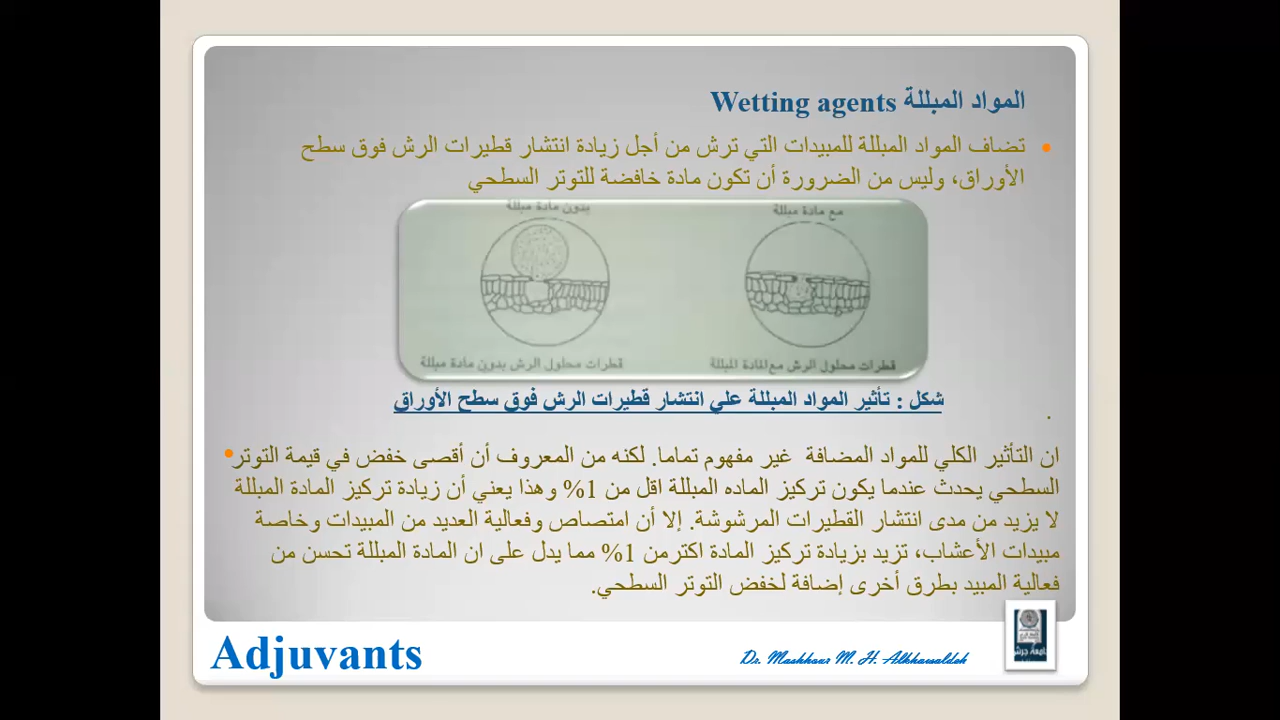 المواد المبللة Wetting agents
تضاف المواد المبللة للمبيدات التي ترش من أجل زيادة انتشار قطيرات الرش فوق سطح
الأوراق، وليس من الضرورة أن تكون مادة خافضة للتوتر السطحي
مع مادة مبللة
بدون مادة مبللة
قطرات محلول الرش مع المادة المبللة
قطرات محلول الرش بدون مادة مبللة
شكل : تأثير المواد المبللة علي انتشار قطيرات الرش فوق سطح الأوراق
.
ان التأثير الكلي للمواد المضافة غير مفهوم تماما. لكنه من المعروف أن أقصى خفض في قيمة التوتر
السطحي يحدث عندما يكون تركيز الماده المبللة اقل من 1% وهذا يعني أن زيادة تركيز المادة المبللة
لا يزيد من مدى انتشار القطيرات المرشوشة. إلا أن امتصاص وفعالية العديد من المبيدات وخاصة
مبيدات الأعشاب، تزيد بزيادة تركيز المادة اكثرمن 1% مما يدل على ان المادة المبللة تحسن من
فعالية المبيد بطرق أخرى إضافة لخفض التوتر السطحي.
Adjuvants
Dr. Mashhour M. H. Alkhawaldeh
جامعة جرش